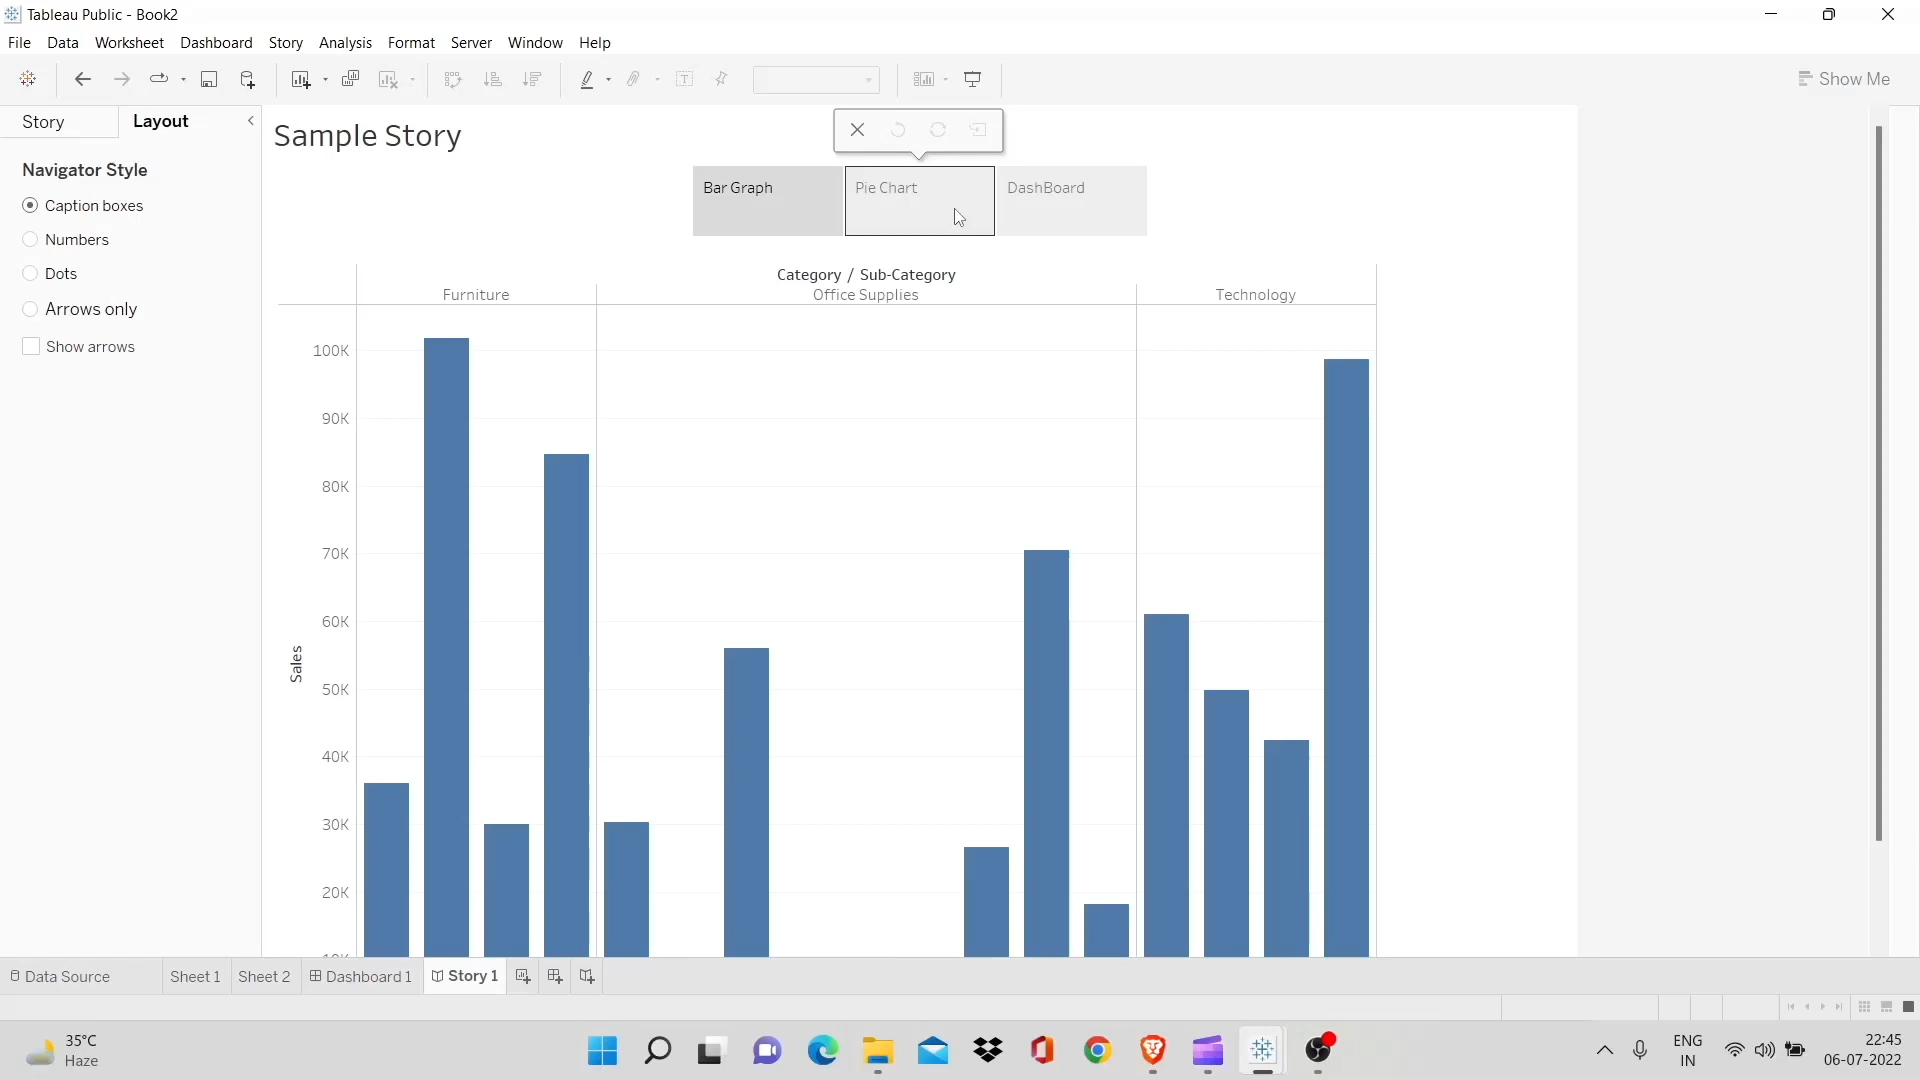 Tableau Public - Book2
File Data Worksheet Dashboard Story Analysis Format Server Window Help
Show Me
Story Layout
Sample Story
Navigator Style
Caption boxes
Numbers
Dots
Arrows only
Show arrows
Bar Graph Pie Chart DashBoard
Category / Sub-Category
Furniture Office Supplies Technology
100K
90K
80K
70K
60K
50K
40K
30K
20K
Sales
Data Source Sheet 1 Sheet 2 Dashboard 1 Story 1
35°C
Haze
ENG
IN
22:45
06-07-2022